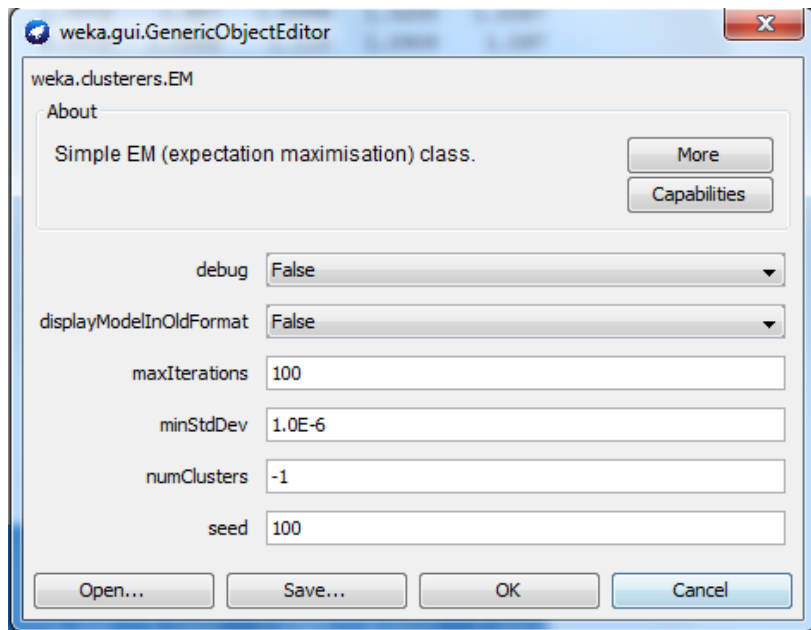 weka.gui.GenericObjectEditor
weka.clusterers.EM
About
Simple EM (expectation maximisation) class.
More
Capabilities
debug False
displayModelInOldFormat False
maxIterations 100
minStdDev 1.0E-6
numClusters -1
seed 100
Open... Save... OK Cancel